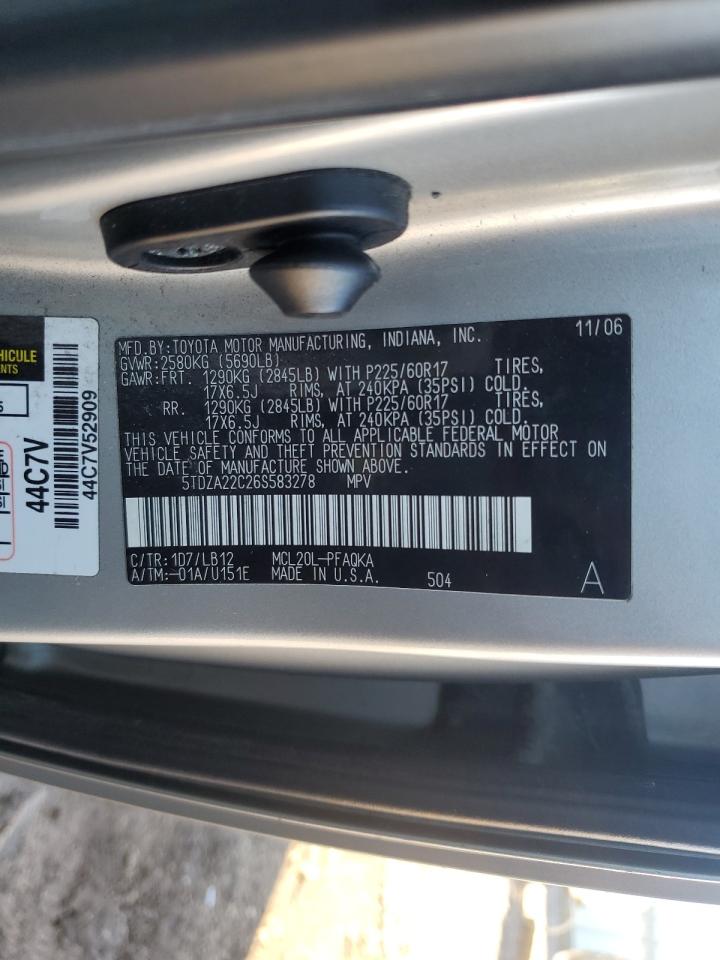 MFD.BY:TOYOTA MOTOR MANUFACTURING, INDIANA, INC. 11/06
GVWR:2580KG (5690LB)
GAWR:FRT. 1290KG (2845LB) WITH P225/60R17 TIRES,
17X6.5J RIMS, AT 240KPA (35PSI) COLD.
RR. 1290KG (2845LB) WITH P225/60R17 TIRES,
17X6.5J RIMS, AT 240KPA (35PSI) COLD.
THIS VEHICLE CONFORMS TO ALL APPLICABLE FEDERAL MOTOR
VEHICLE SAFETY AND THEFT PREVENTION STANDARDS IN EFFECT ON
THE DATE OF MANUFACTURE SHOWN ABOVE.
5TDZA22C26S583278 MPV
C/TR:1D7/LB12 MCL20L-PFAQKA
A/TM:-01A/U151E MADE IN U.S.A. 504 A
44C7V
44C7V52909